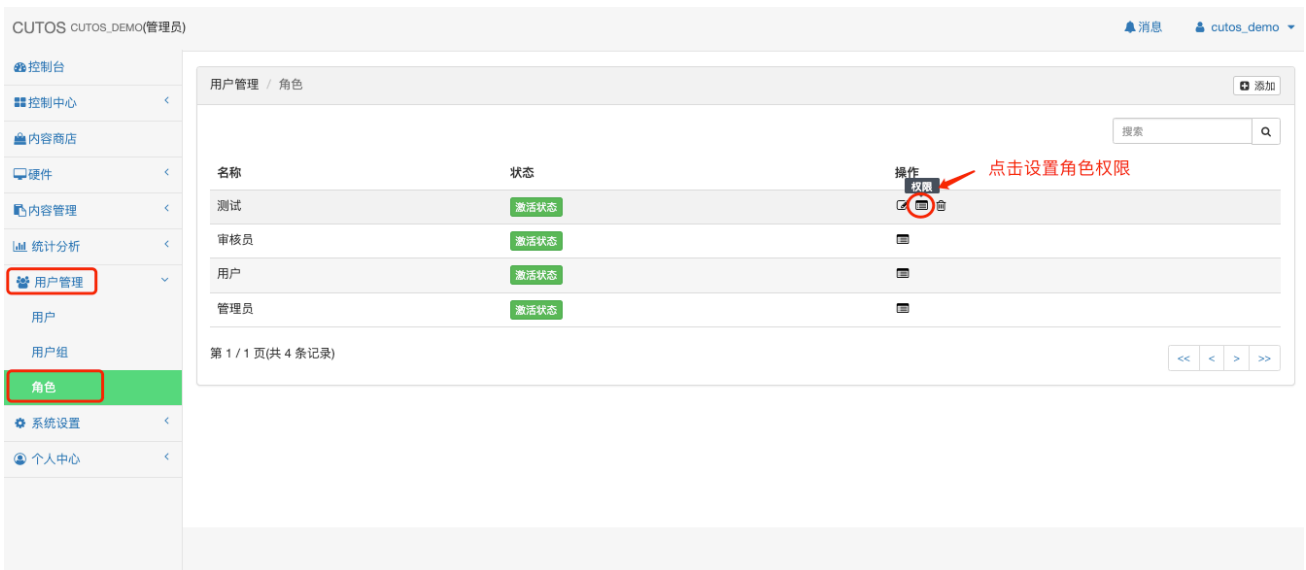 CUTOS CUTOS_DEMO(管理员) 消息 cutos_demo
控制台
用户管理 / 角色 添加
控制中心
搜索
内容商店
名称 状态 操作 点击设置角色权限
硬件
权限
测试 激活状态
内容管理
审核员 激活状态
统计分析
用户 激活状态
用户管理
管理员 激活状态
用户
第 1 / 1 页(共 4 条记录) << < > >>
用户组
角色
系统设置
个人中心